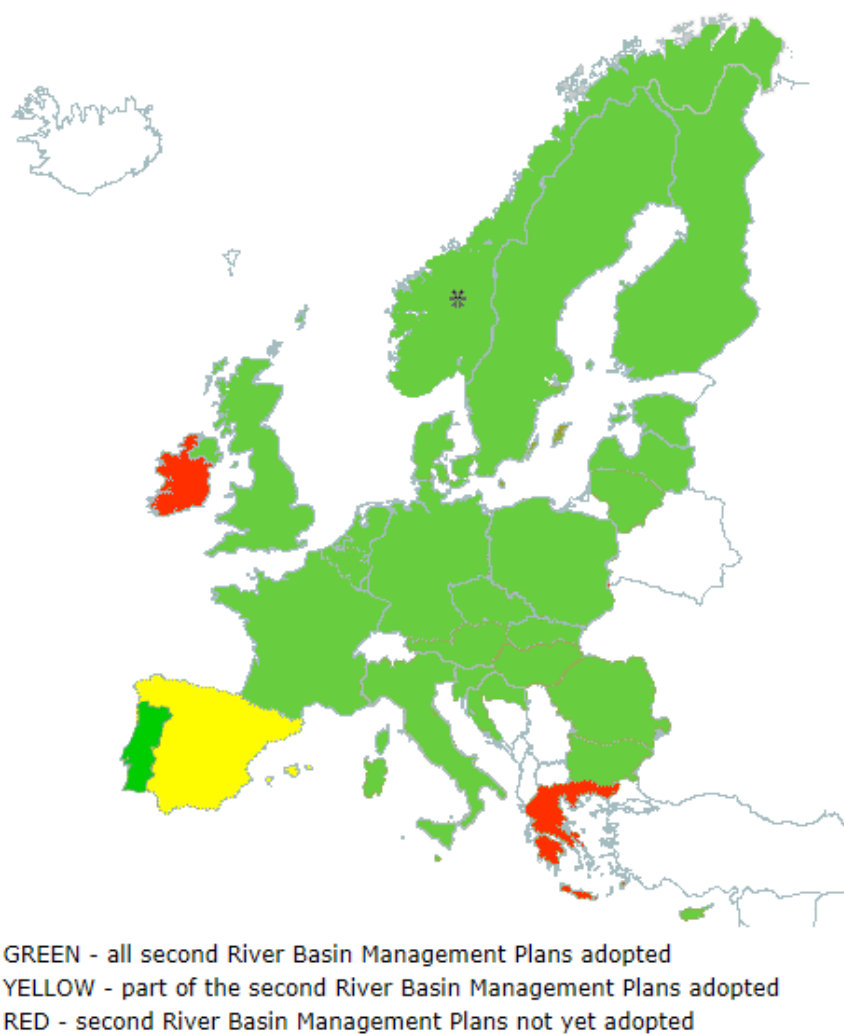 GREEN - all second River Basin Management Plans adopted
YELLOW - part of the second River Basin Management Plans adopted
RED - second River Basin Management Plans not yet adopted